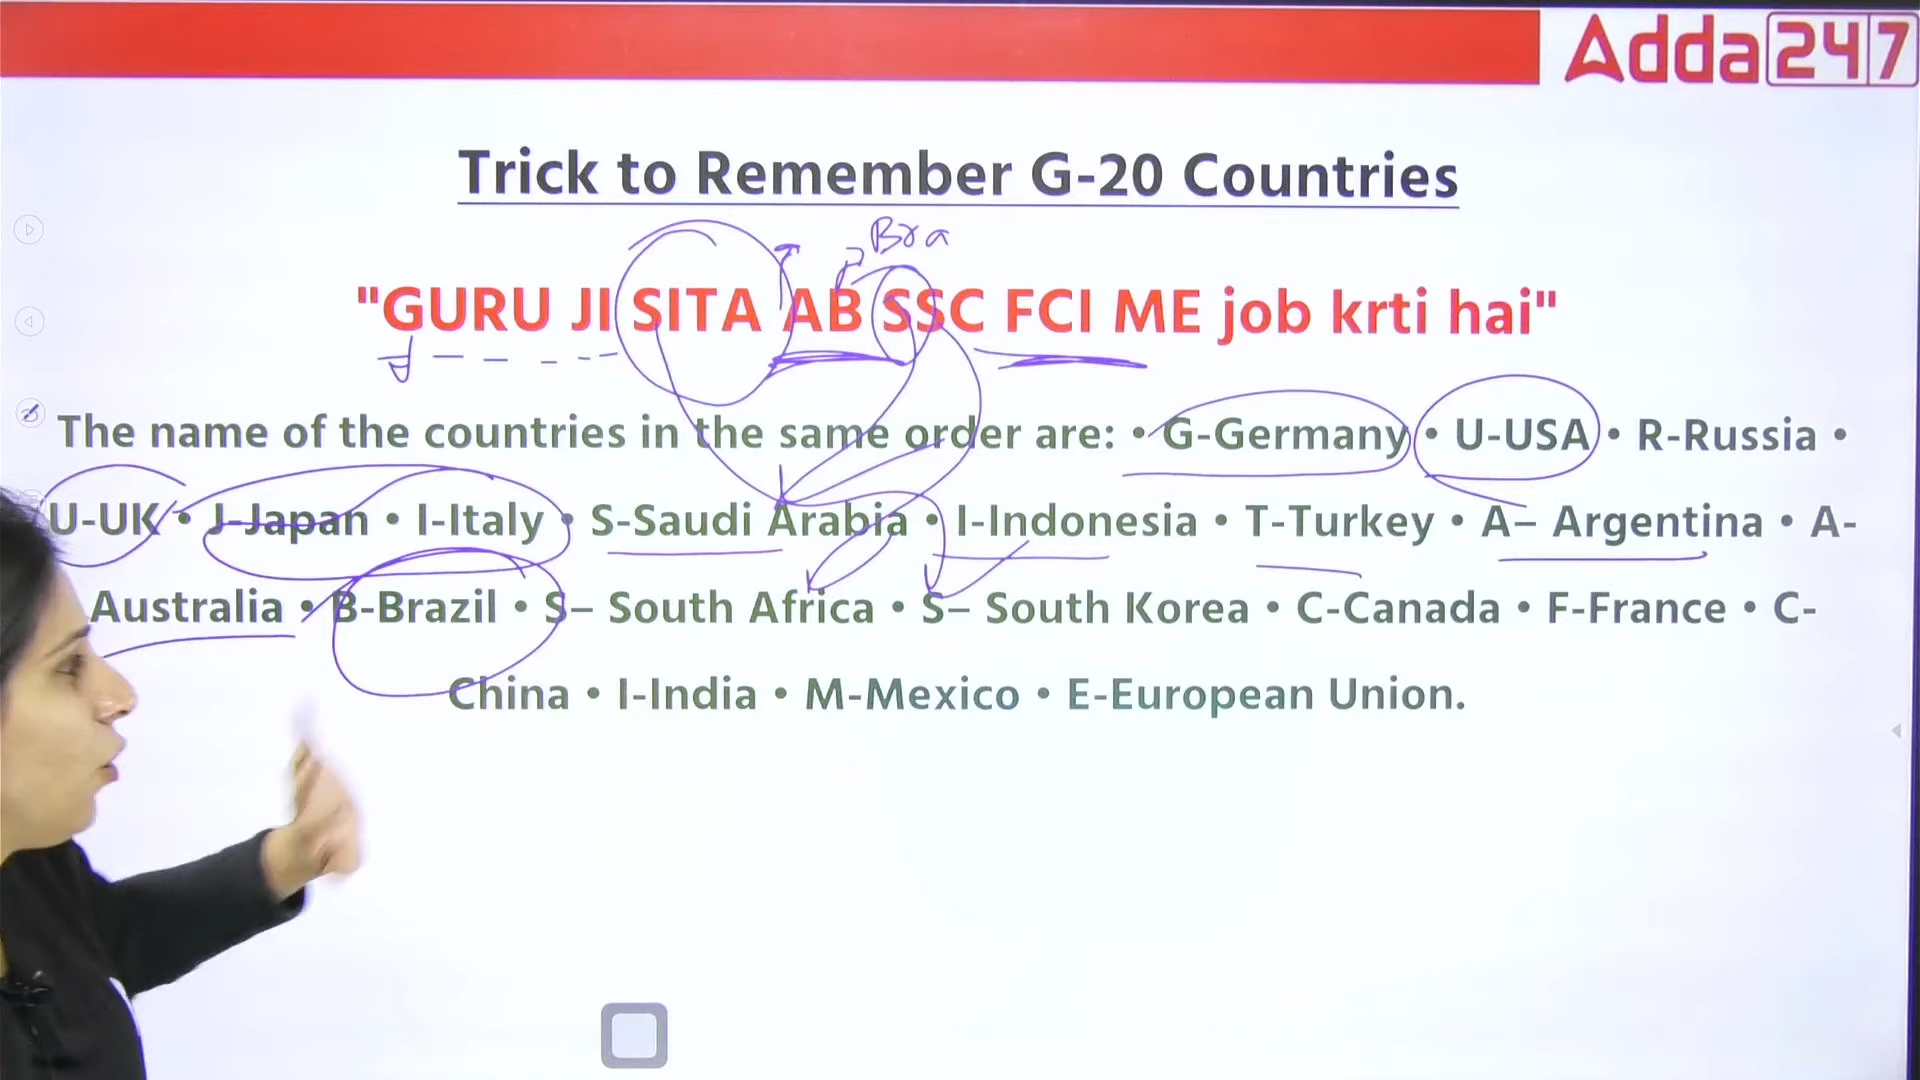 Adda247
Trick to Remember G-20 Countries
Bra
"GURU JI SITA AB SSC FCI ME job krti hai"
The name of the countries in the same order are: • G-Germany • U-USA • R-Russia •
U-UK • J-Japan • I-Italy • S-Saudi Arabia • I-Indonesia • T-Turkey • A– Argentina • A-
Australia • B-Brazil • S– South Africa • S– South Korea • C-Canada • F-France • C-
China • I-India • M-Mexico • E-European Union.